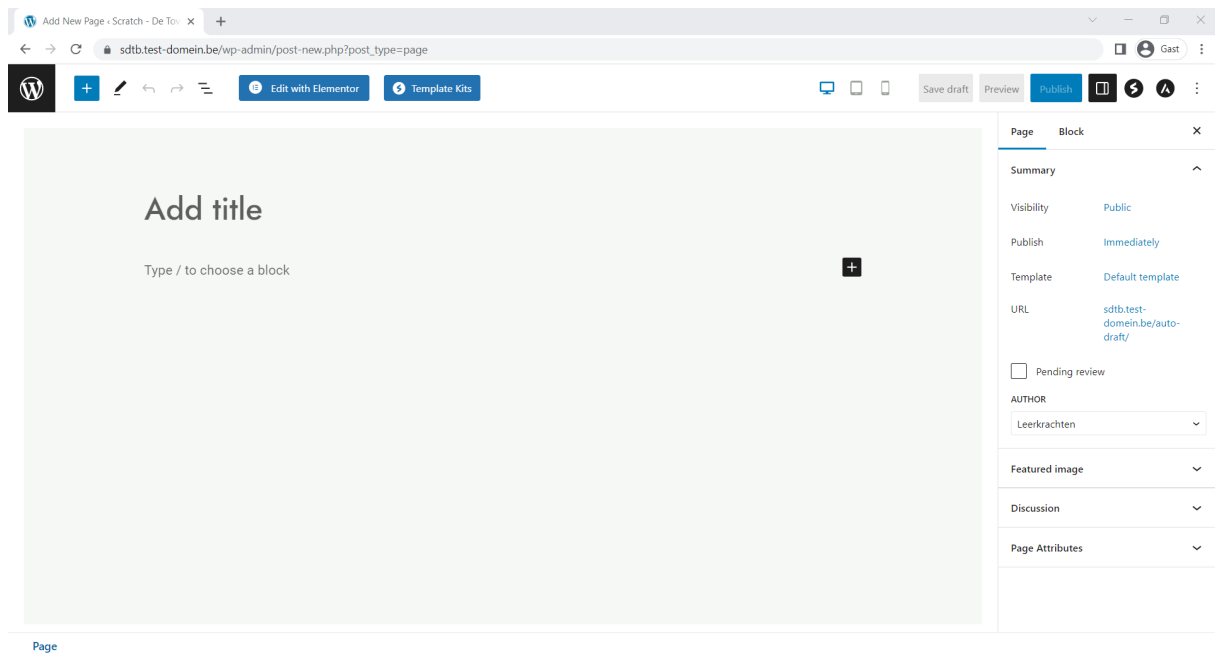 Add New Page ‹ Scratch - De Tov
sdtb.test-domein.be/wp-admin/post-new.php?post_type=page
Gast
Edit with Elementor
Template Kits
Save draft
Preview
Publish
Add title
Type / to choose a block
Page
Block
Summary
Visibility
Public
Publish
Immediately
Template
Default template
URL
sdtb.test-
domein.be/auto-
draft/
Pending review
AUTHOR
Leerkrachten
Featured image
Discussion
Page Attributes
Page